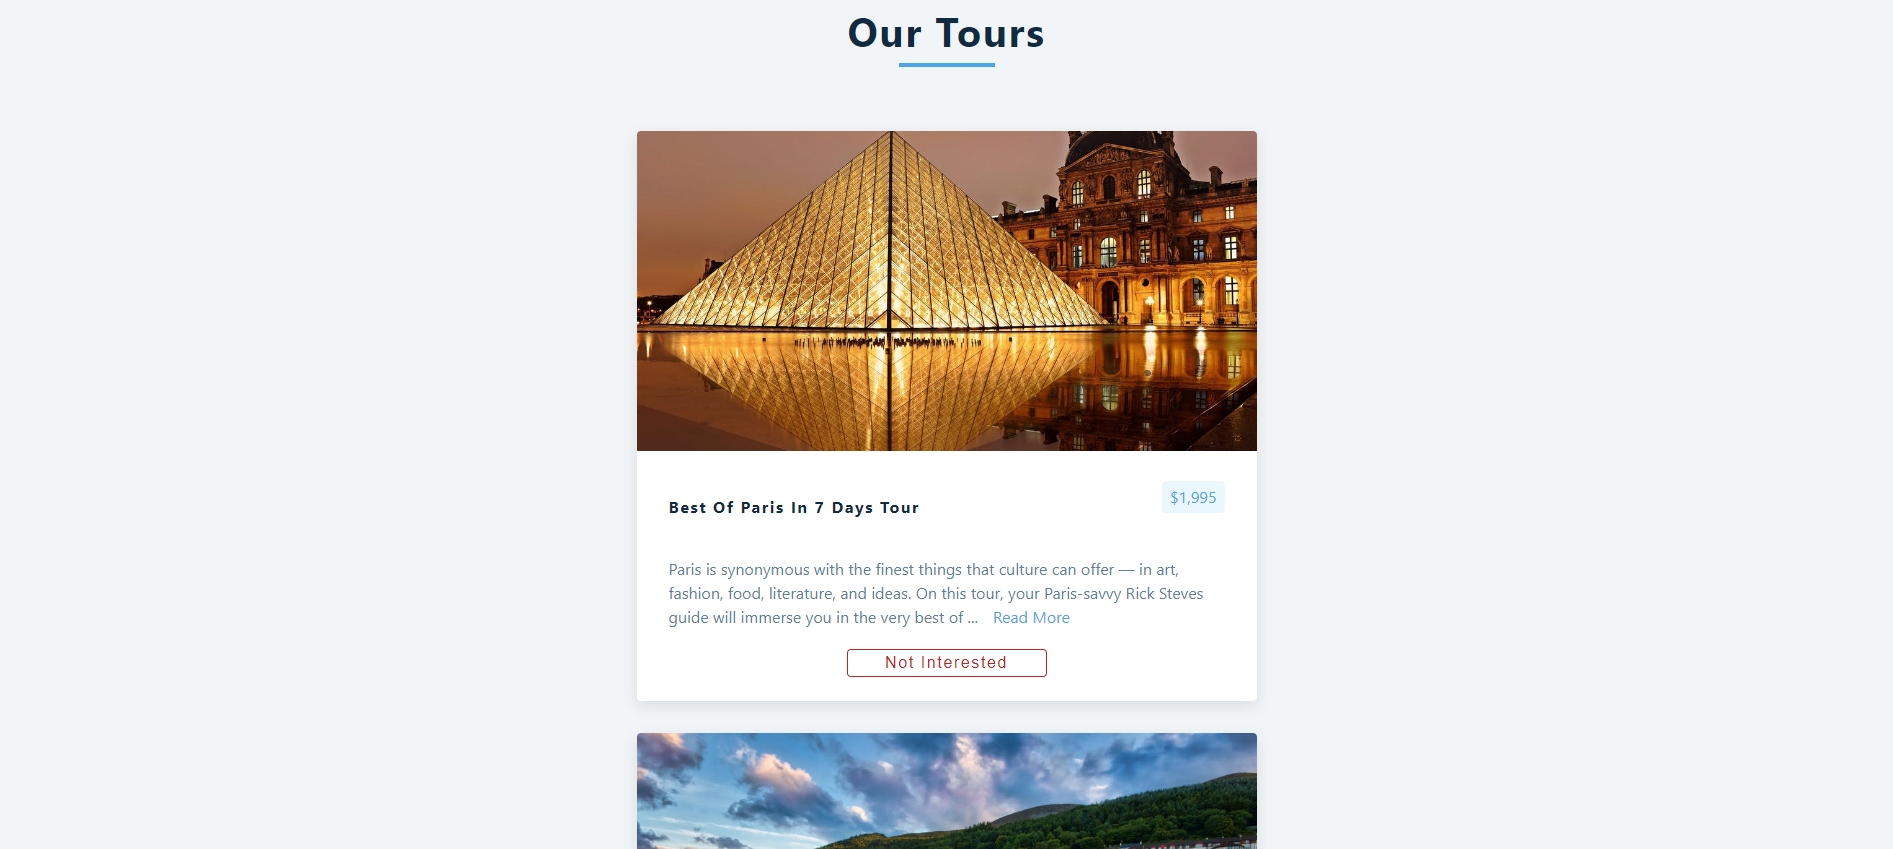 Our Tours
Best Of Paris In 7 Days Tour
$1,995
Paris is synonymous with the finest things that culture can offer — in art,
fashion, food, literature, and ideas. On this tour, your Paris-savvy Rick Steves
guide will immerse you in the very best of ... Read More
Not Interested